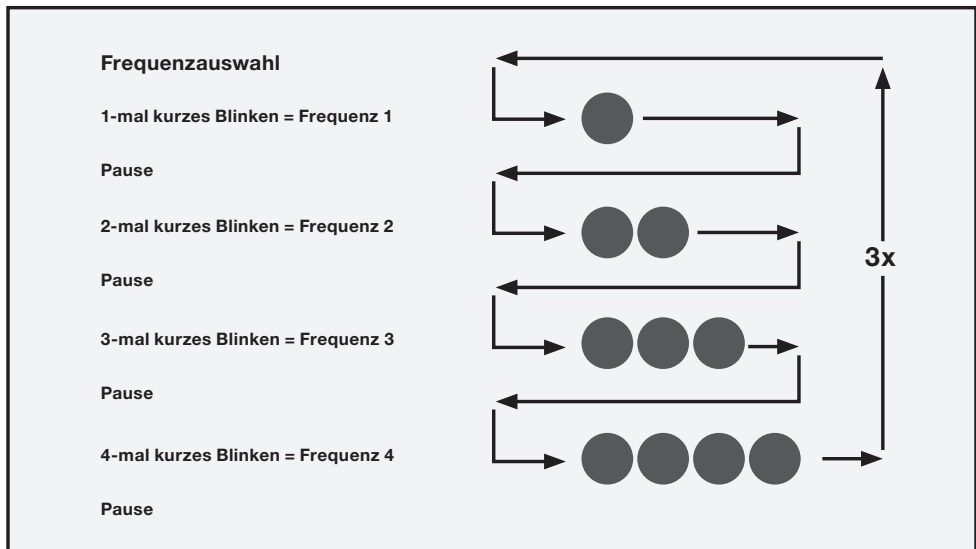 Frequenzauswahl
1-mal kurzes Blinken = Frequenz 1
Pause
2-mal kurzes Blinken = Frequenz 2
Pause
3x
3-mal kurzes Blinken = Frequenz 3
Pause
4-mal kurzes Blinken = Frequenz 4
Pause